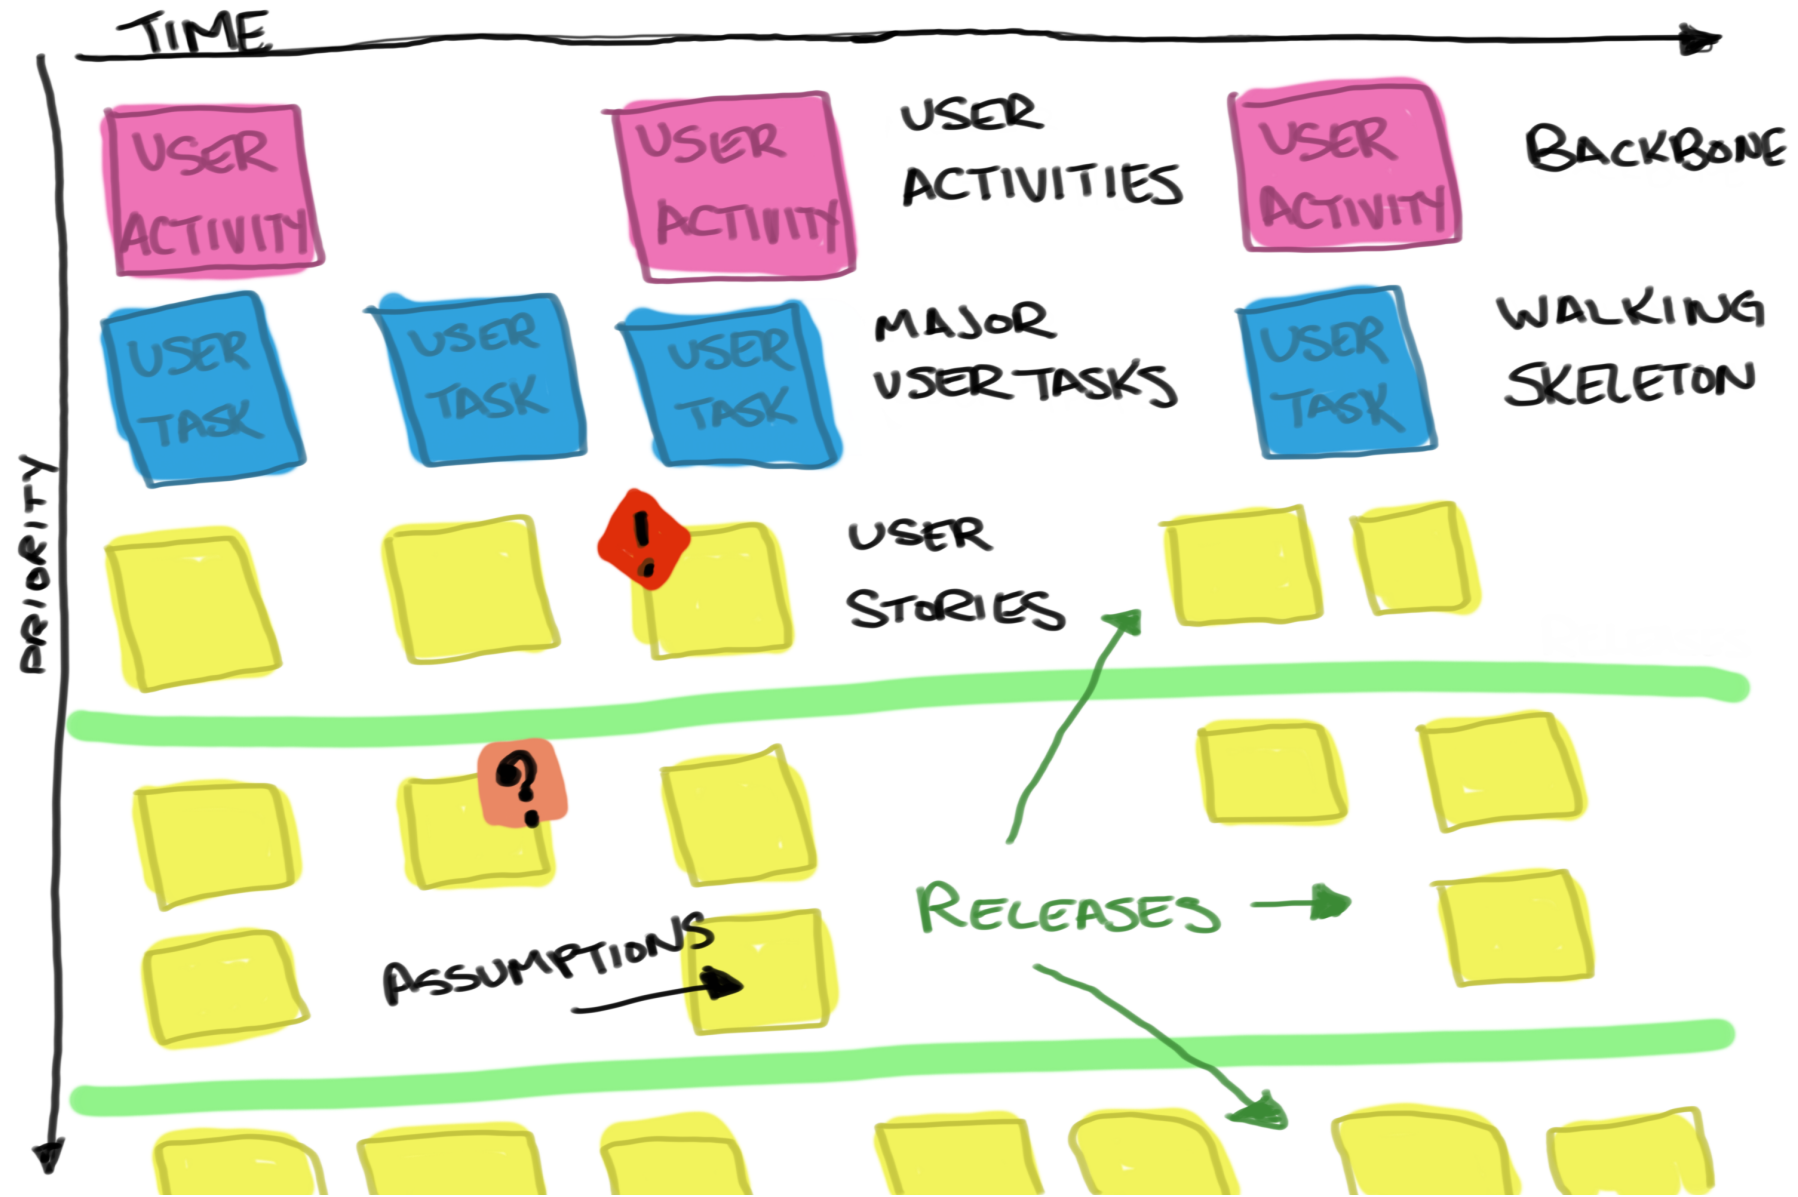 TIME
USER
ACTIVITY
USER
ACTIVITY
USER
ACTIVITIES
USER
ACTIVITY
BACKBONE
USER
TASK
USER
TASK
USER
TASK
MAJOR
USER TASKS
USER
TASK
WALKING
SKELETON
PRIORITY
!
USER
STORIES
?
ASSUMPTIONS
RELEASES